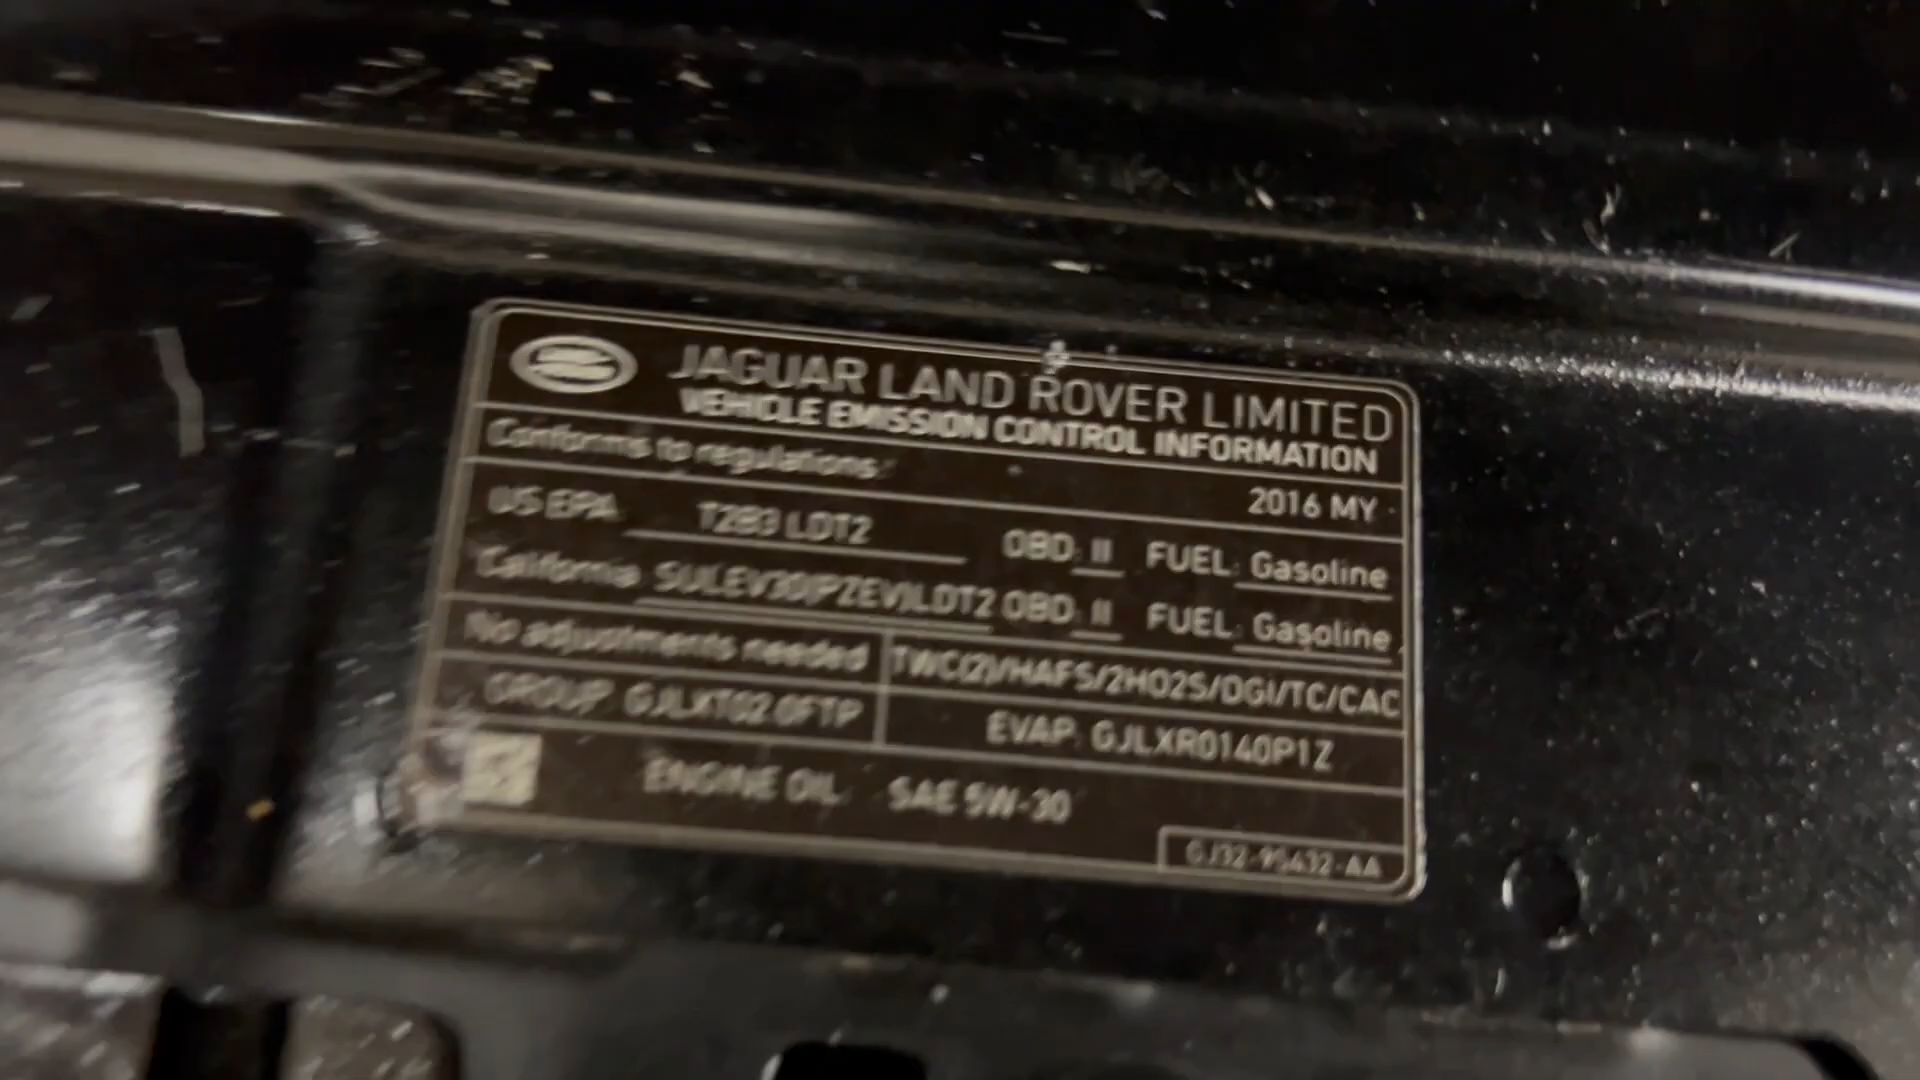 JAGUAR LAND ROVER LIMITED
VEHICLE EMISSION CONTROL INFORMATION
Conforms to regulations:
2016 MY
US EPA T2B3 LDT2 OBD: II FUEL: Gasoline
California SULEV30(PZEV)LDT2 OBD: II FUEL: Gasoline
No adjustments needed TWC(2)/HAFS/2HO2S/DGI/TC/CAC
GROUP: GJLXT02.0FTP EVAP: GJLXR0140P1Z
ENGINE OIL SAE 5W-30
GJ32-9S432-AA